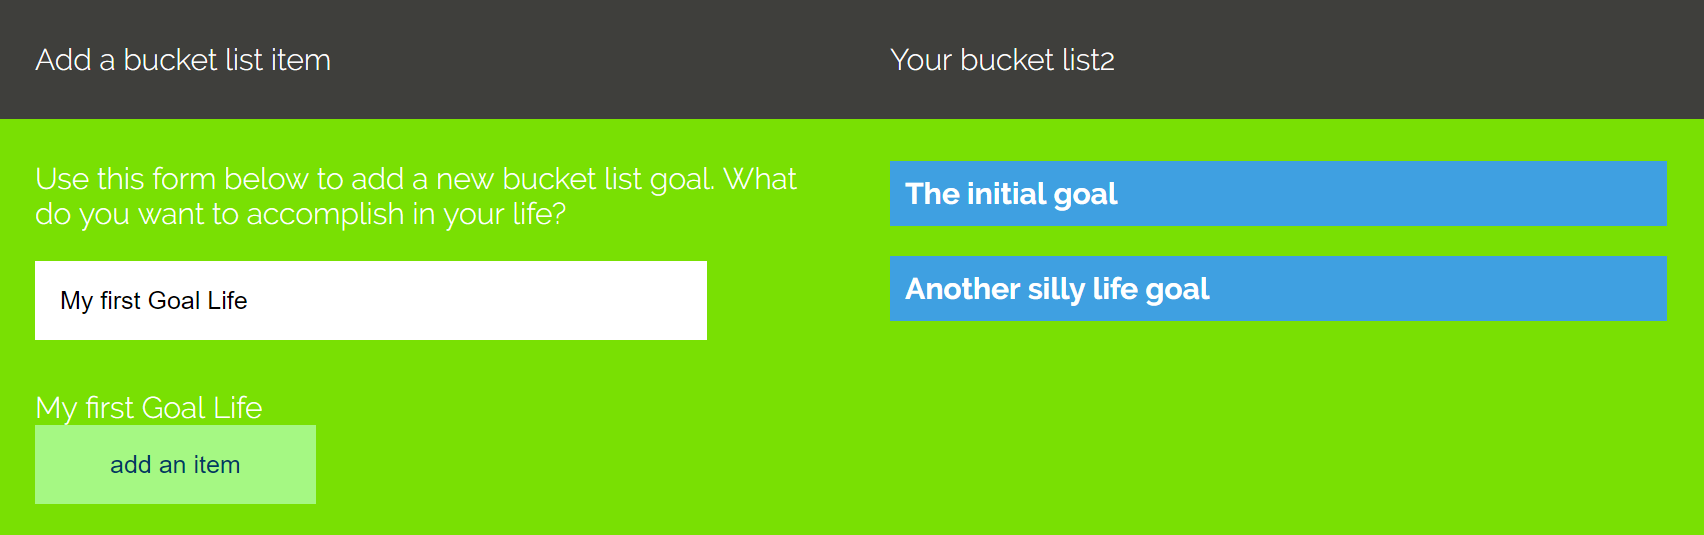 Add a bucket list item
Your bucket list2
Use this form below to add a new bucket list goal. What
do you want to accomplish in your life?
My first Goal Life
My first Goal Life
add an item
The initial goal
Another silly life goal